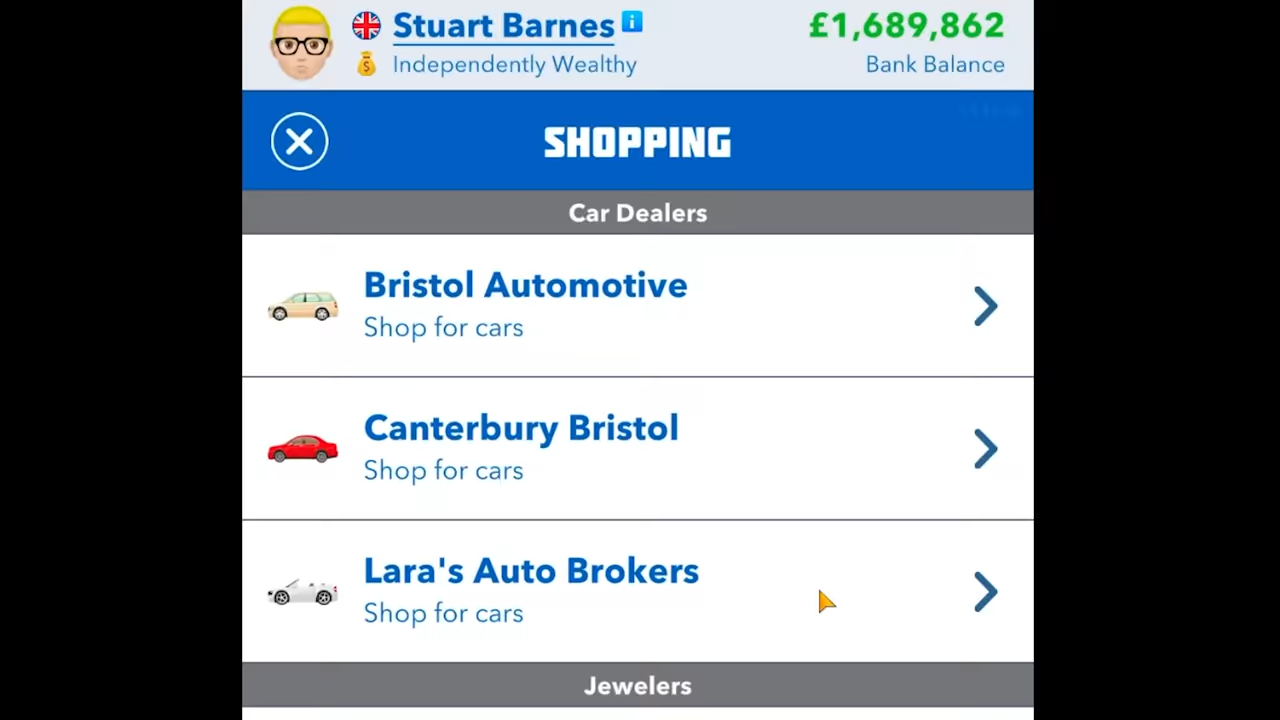 Stuart Barnes i
£1,689,862
Independently Wealthy
Bank Balance
SHOPPING
Car Dealers
Bristol Automotive
Shop for cars
Canterbury Bristol
Shop for cars
Lara's Auto Brokers
Shop for cars
Jewelers